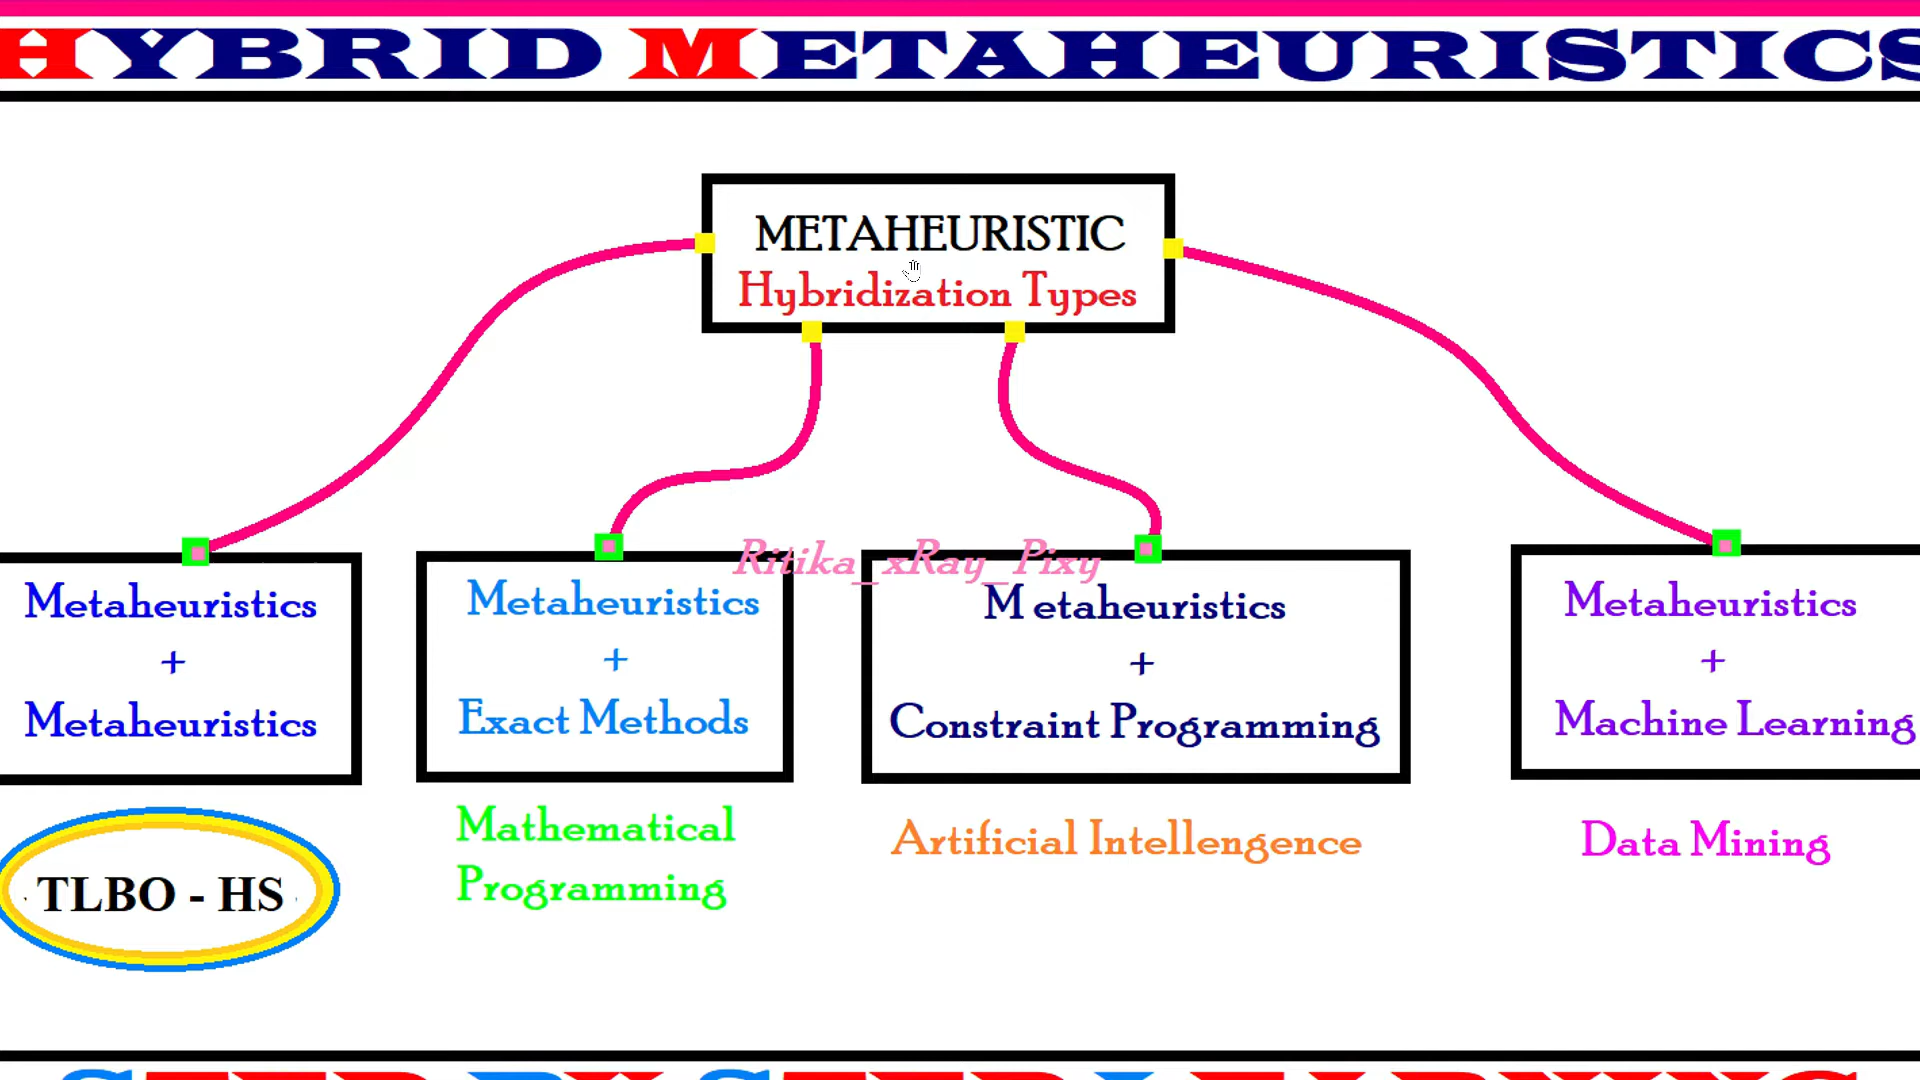 HYBRID METAHEURISTICS
METAHEURISTIC
Hybridization Types
Ritika_xRay_Pixy
Metaheuristics
+
Metaheuristics
Metaheuristics
+
Exact Methods
Metaheuristics
+
Constraint Programming
Metaheuristics
+
Machine Learning
TLBO - HS
Mathematical
Programming
Artificial Intellengence
Data Mining